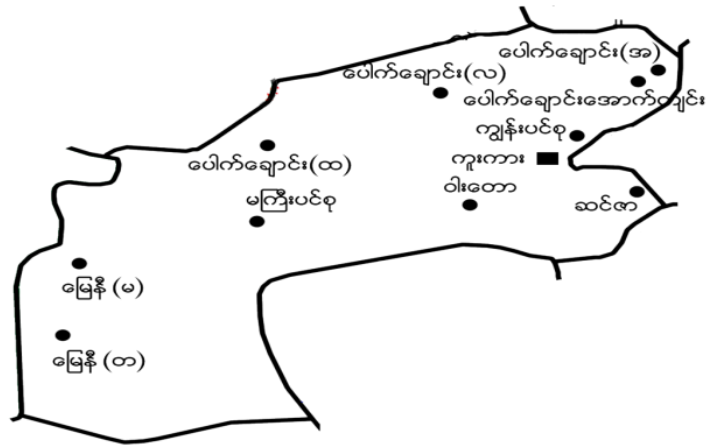 ပေါက်ချောင်း(အ)
ပေါက်ချောင်း(လ)
ပေါက်ချောင်းအောက်ကျင်း
ကျွန်းပင်စု
ကူးကား
ပေါက်ချောင်း(ထ)
ဝါးတော
မကြီးပင်စု
ဆင်ဇာ
မြေနီ (မ)
မြေနီ (တ)